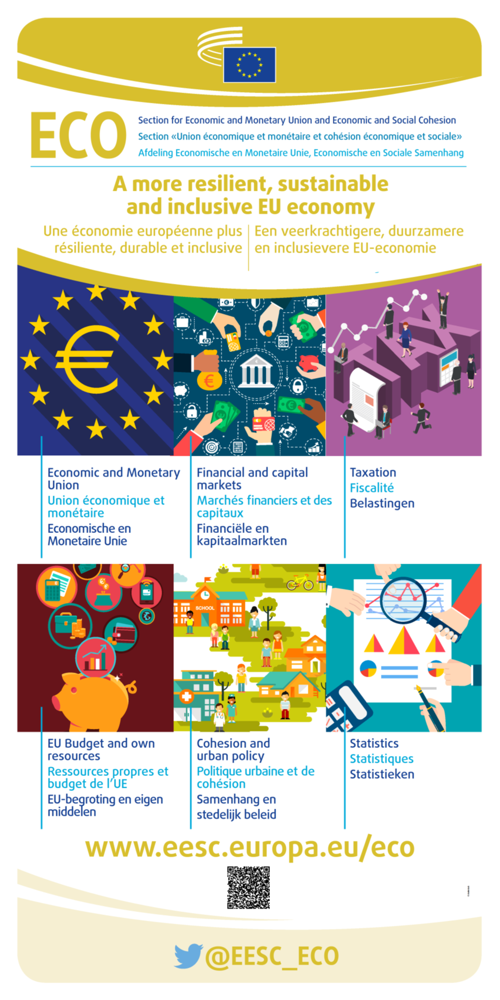 ECO
Section for Economic and Monetary Union and Economic and Social Cohesion
Section «Union économique et monétaire et cohésion économique et sociale»
Afdeling Economische en Monetaire Unie, Economische en Sociale Samenhang
A more resilient, sustainable
and inclusive EU economy
Une économie européenne plus
résiliente, durable et inclusive
Een veerkrachtigere, duurzamere
en inclusievere EU-economie
TAX
Economic and Monetary
Union
Union économique et
monétaire
Economische en
Monetaire Unie
Financial and capital
markets
Marchés financiers et des
capitaux
Financiële en
kapitaalmarkten
Taxation
Fiscalité
Belastingen
SCHOOL
EU Budget and own
resources
Ressources propres et
budget de l’UE
EU-begroting en eigen
middelen
Cohesion and
urban policy
Politique urbaine et de
cohésion
Samenhang en
stedelijk beleid
Statistics
Statistiques
Statistieken
www.eesc.europa.eu/eco
@EESC_ECO